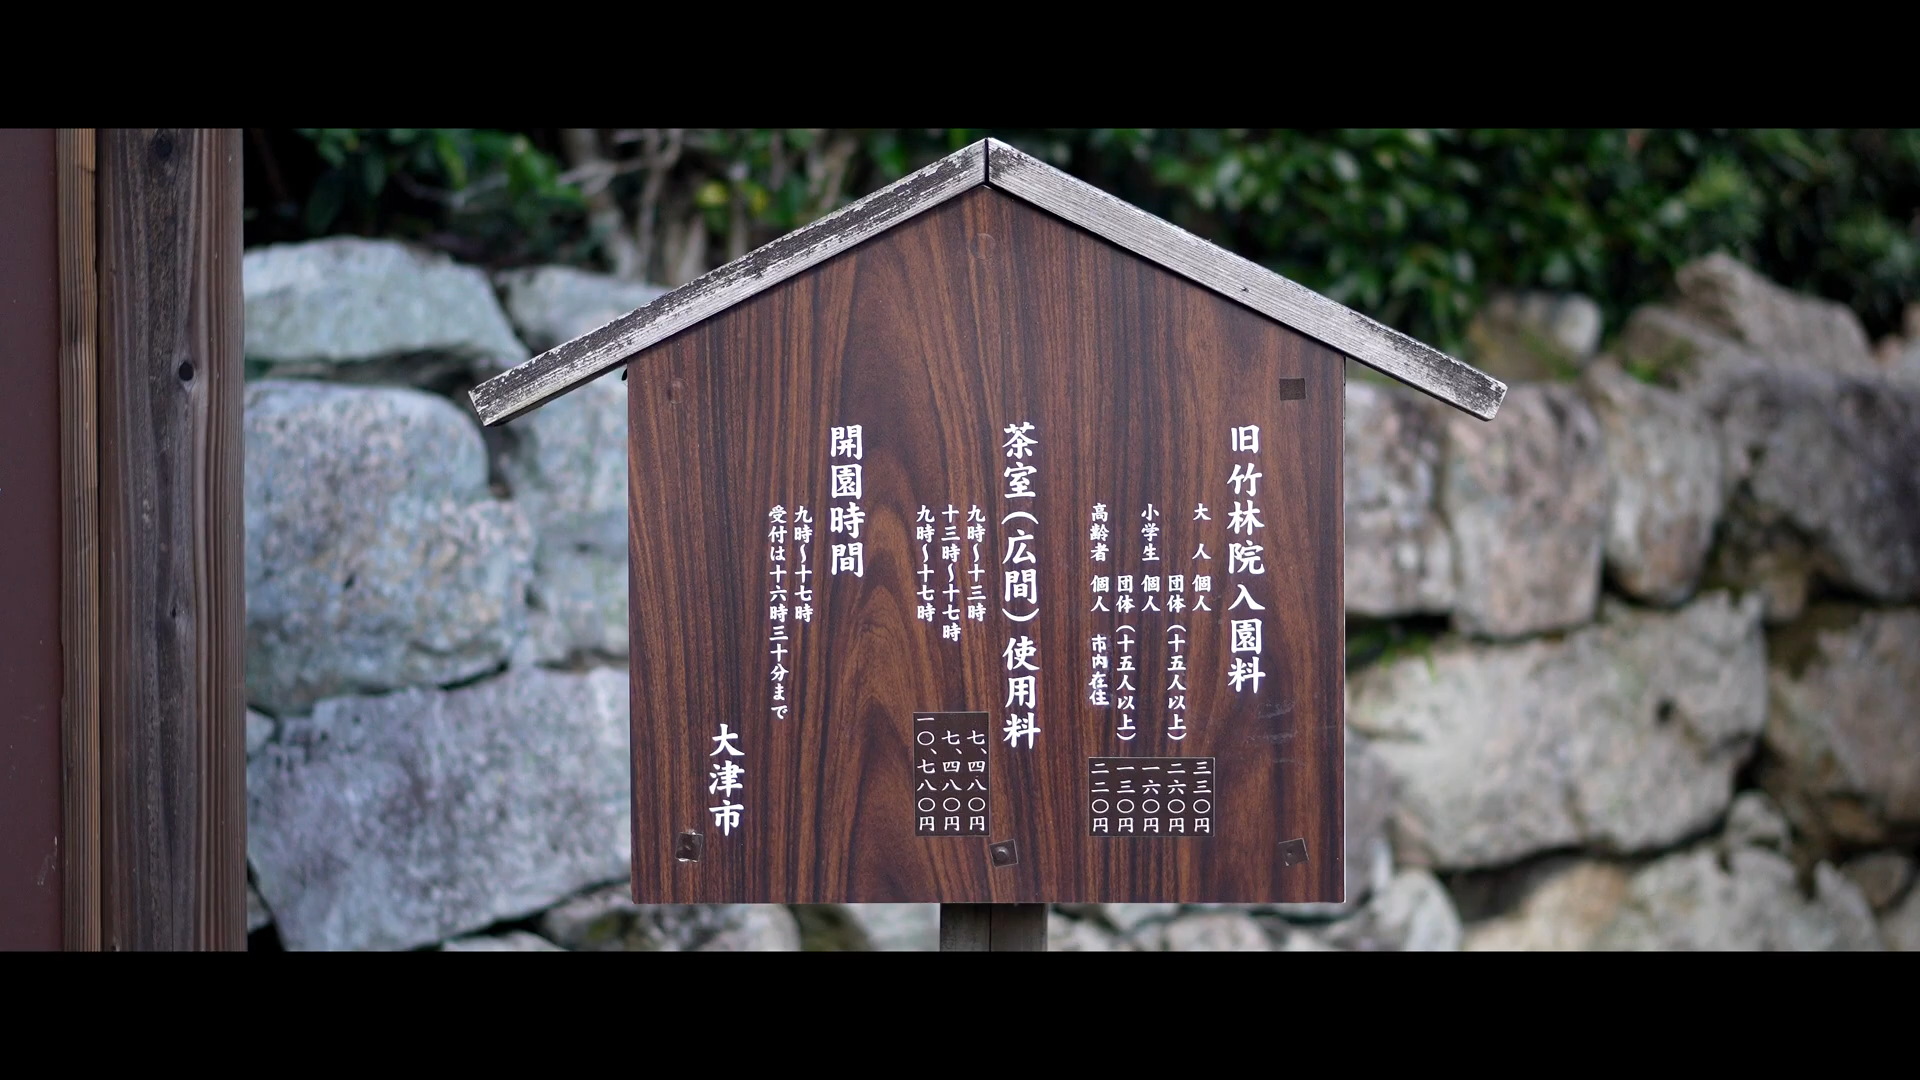 旧竹林院入園料
大人 個人 三三〇円
団体(十五人以上) 二六〇円
小学生 個人 一六〇円
団体(十五人以上) 一三〇円
高齢者 個人 市内在住 二二〇円
茶室(広間)使用料
九時~十三時 七、四八〇円
十三時~十七時 七、四八〇円
九時~十七時 一〇、七八〇円
開園時間
九時~十七時
受付は十六時三十分まで
大津市